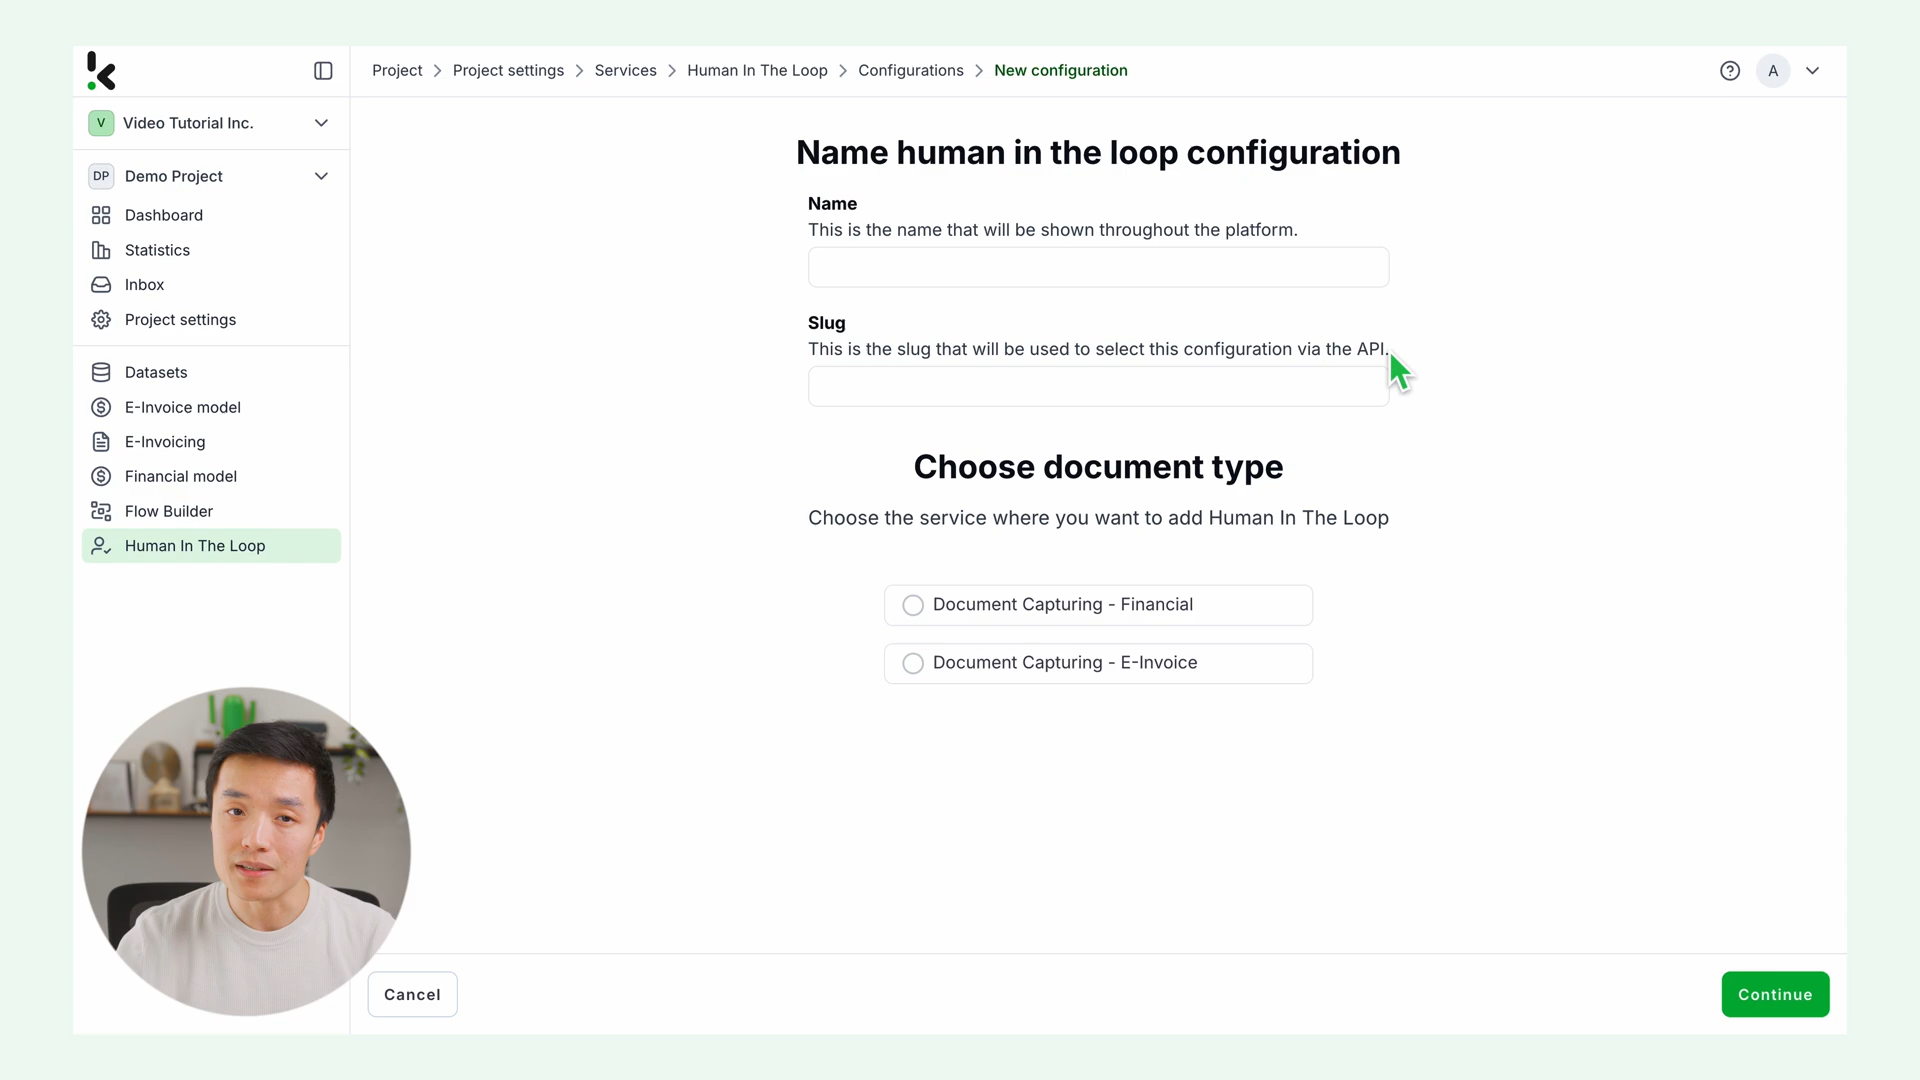 Project
Project settings
Services
Human In The Loop
Configurations
New configuration
A
V
Video Tutorial Inc.
DP
Demo Project
Dashboard
Statistics
Inbox
Project settings
Datasets
E-Invoice model
E-Invoicing
Financial model
Flow Builder
Human In The Loop
Name human in the loop configuration
Name
This is the name that will be shown throughout the platform.
Slug
This is the slug that will be used to select this configuration via the API.
Choose document type
Choose the service where you want to add Human In The Loop
Document Capturing - Financial
Document Capturing - E-Invoice
Cancel
Continue